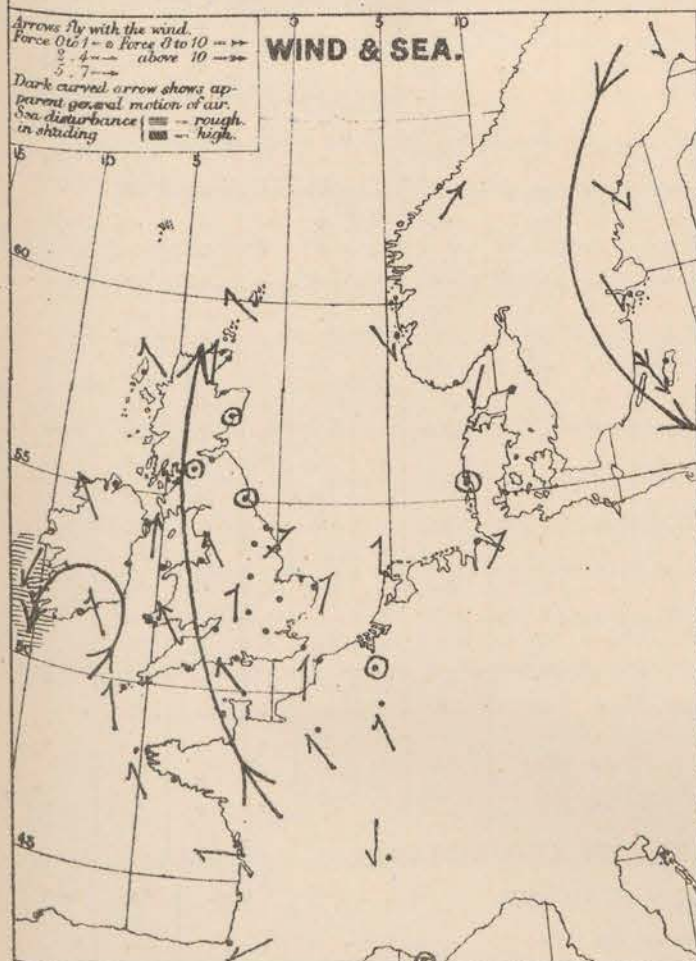 Arrows fly with the wind.
Force 0 to 1 Force 8 to 10
2 . 4 above 10
5 . 7
WIND & SEA.
Dark curved arrow shows ap-
parent general motion of air.
Sea disturbance rough.
in shading high.
0
5
10
15
10
5
60
55
50
45